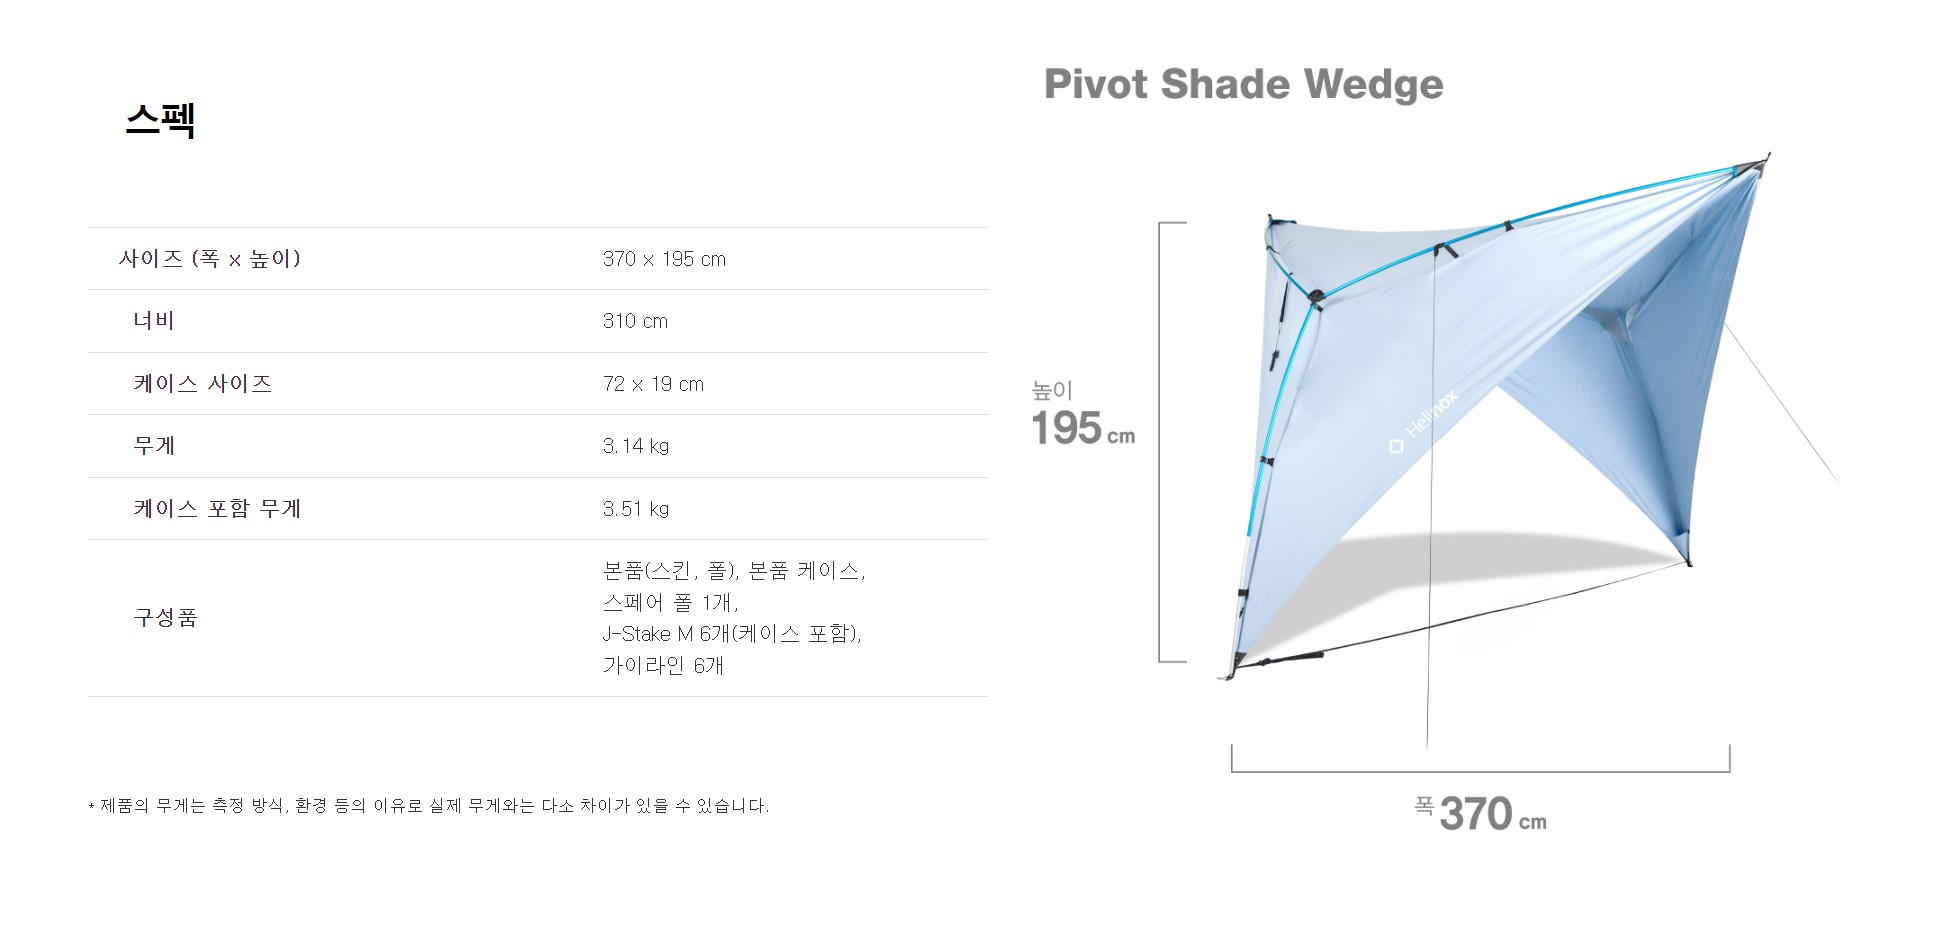 스펙
사이즈 (폭 x 높이) 370 x 195 cm
너비 310 cm
케이스 사이즈 72 x 19 cm
무게 3.14 kg
케이스 포함 무게 3.51 kg
구성품
본품(스킨, 폴), 본품 케이스,
스페어 폴 1개,
J-Stake M 6개(케이스 포함),
가이라인 6개
* 제품의 무게는 측정 방식, 환경 등의 이유로 실제 무게와는 다소 차이가 있을 수 있습니다.
Pivot Shade Wedge
높이
195 cm
Helinox
폭 370 cm